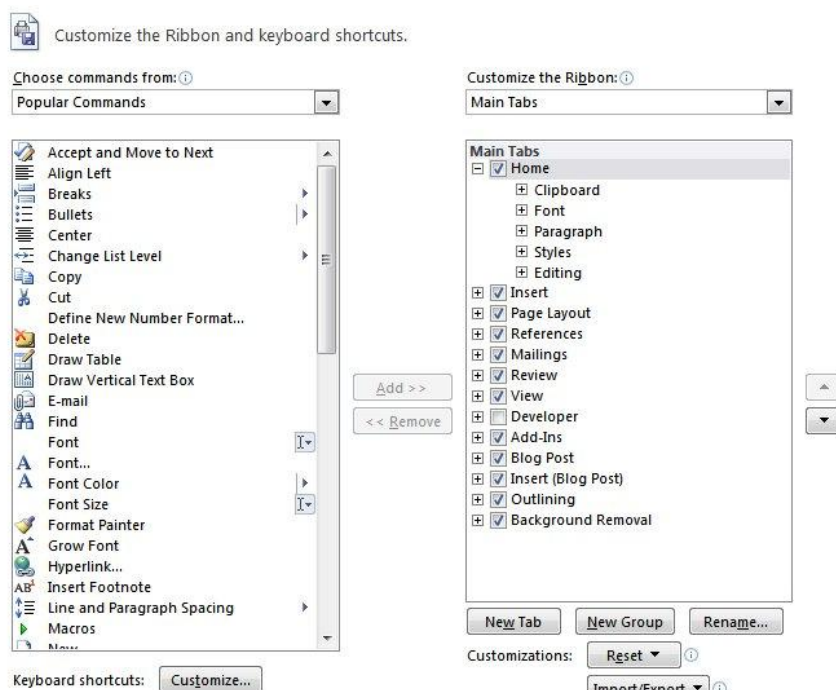 Customize the Ribbon and keyboard shortcuts.
Choose commands from:
Popular Commands
Accept and Move to Next
Align Left
Breaks
Bullets
Center
Change List Level
Copy
Cut
Define New Number Format...
Delete
Draw Table
Draw Vertical Text Box
E-mail
Find
Font
Font...
Font Color
Font Size
Format Painter
Grow Font
Hyperlink...
Insert Footnote
Line and Paragraph Spacing
Macros
New
Keyboard shortcuts: Customize...
Add >>
<< Remove
Customize the Ribbon:
Main Tabs
Main Tabs
Home
Clipboard
Font
Paragraph
Styles
Editing
Insert
Page Layout
References
Mailings
Review
View
Developer
Add-Ins
Blog Post
Insert (Blog Post)
Outlining
Background Removal
New Tab New Group Rename...
Customizations: Reset
Import/Export